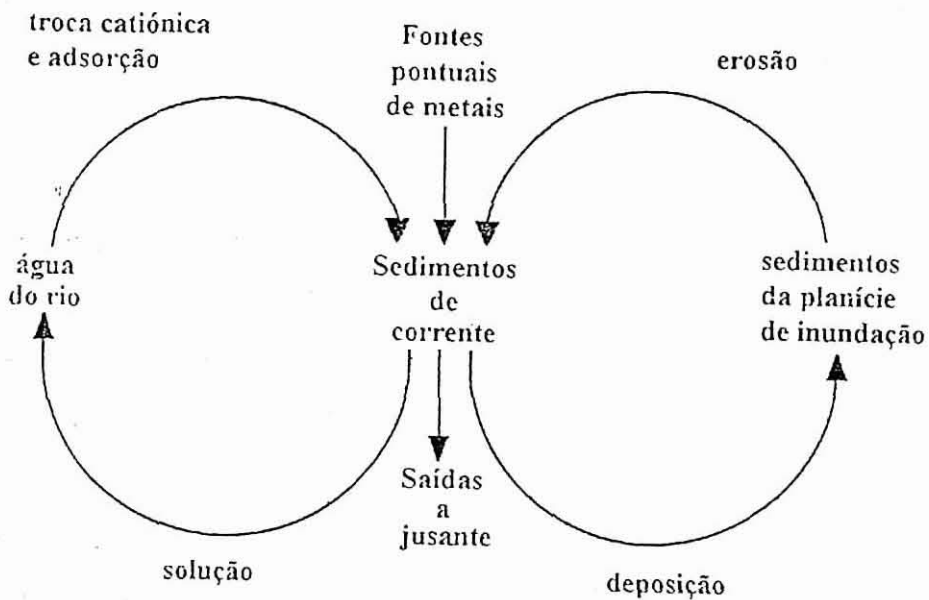 troca catiónica
e adsorção
Fontes
pontuais
de metais
erosão
água
do rio
Sedimentos
de
corrente
sedimentos
da planície
de inundação
Saídas
a
jusante
solução
deposição